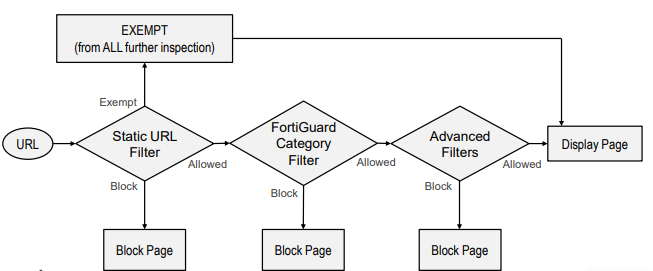 EXEMPT
(from ALL further inspection)
Exempt
URL
Static URL
Filter
Allowed
Block
FortiGuard
Category
Filter
Allowed
Block
Advanced
Filters
Allowed
Block
Display Page
Block Page
Block Page
Block Page